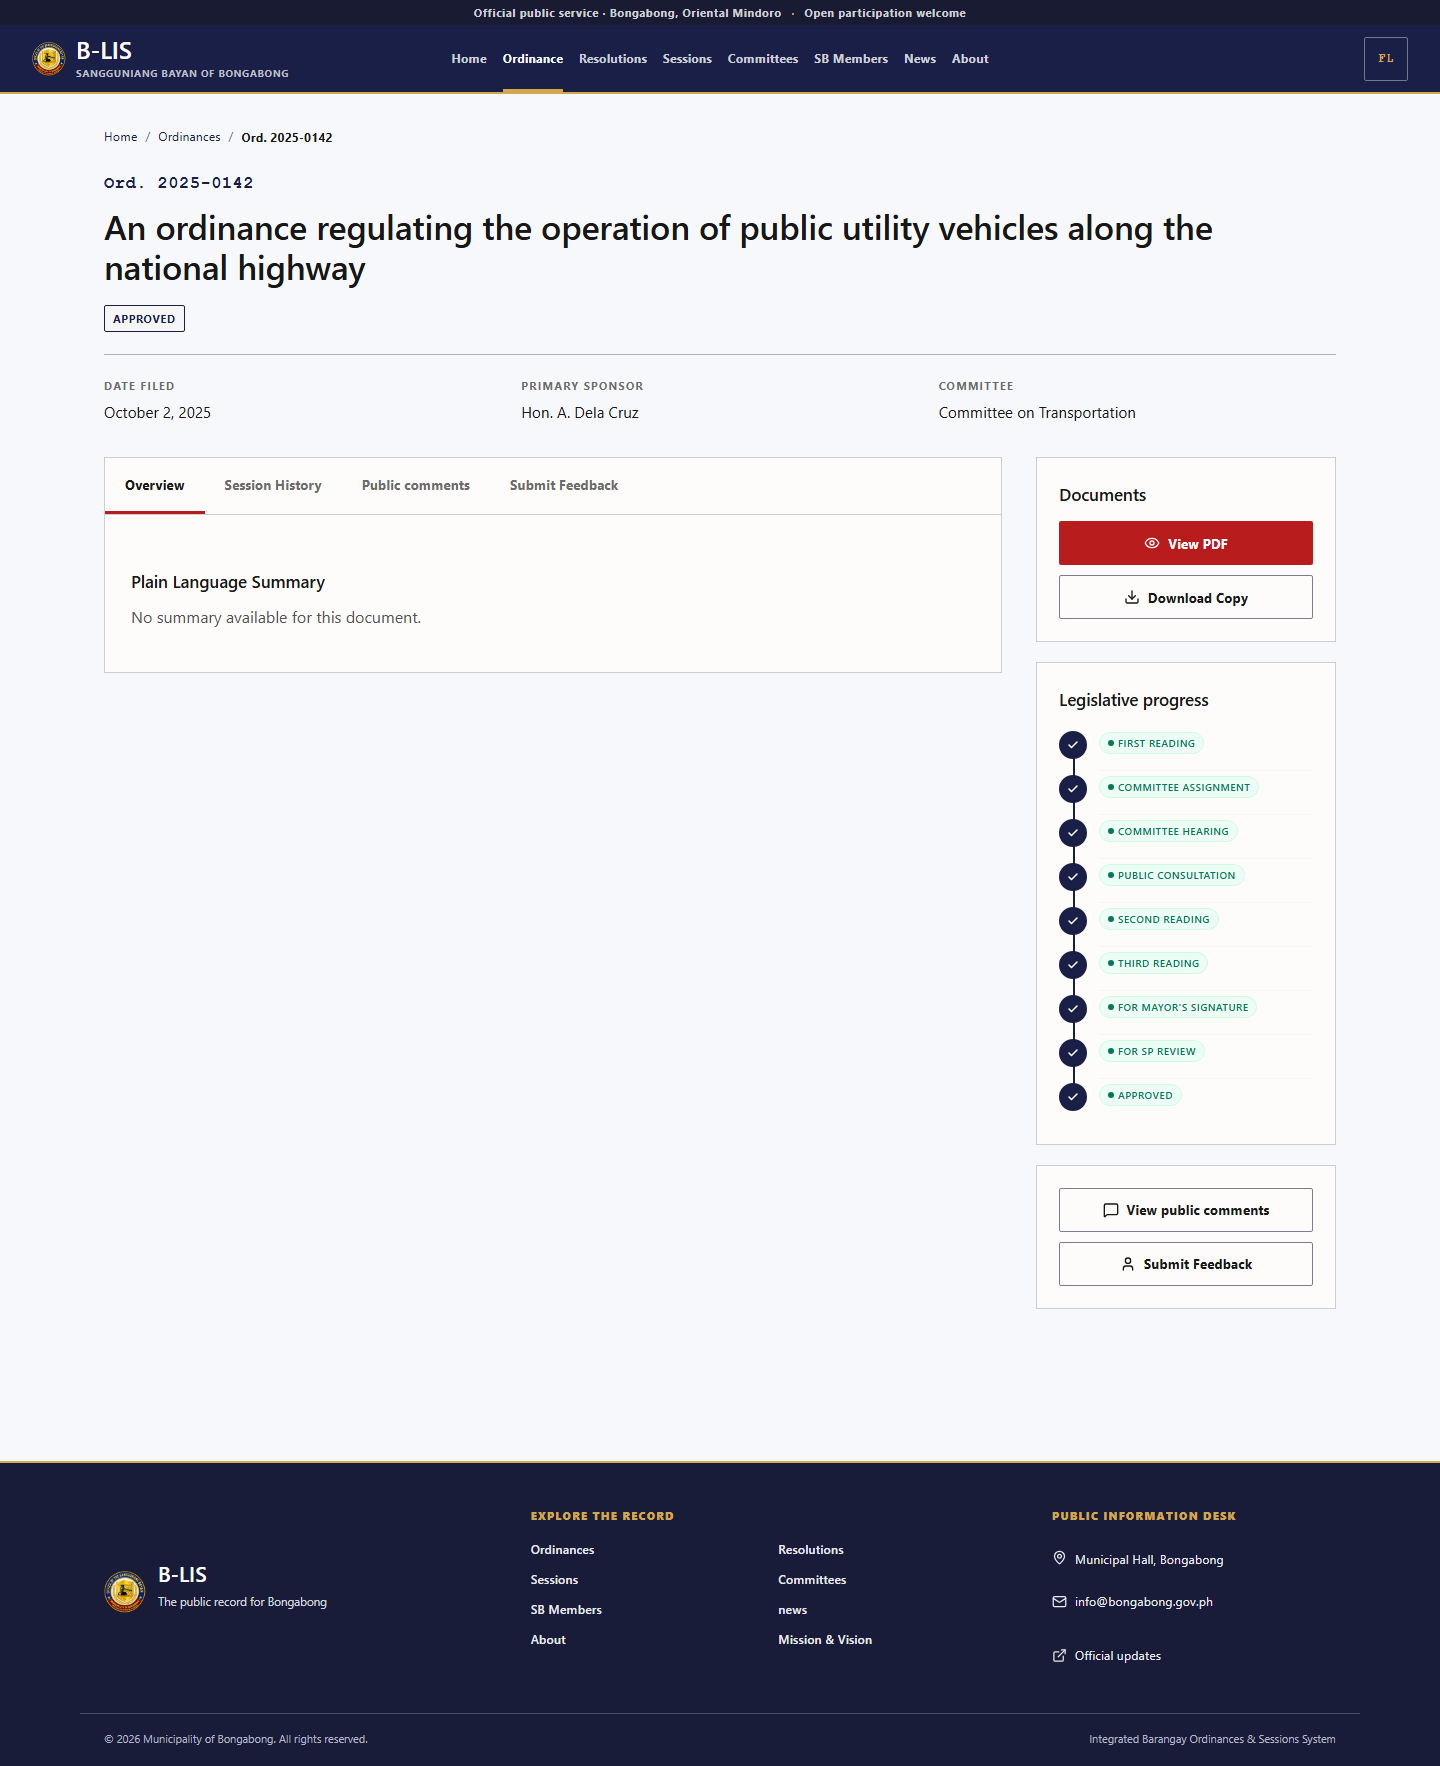 Official public service · Bongabong, Oriental Mindoro · Open participation welcome
B-LIS
SANGGUNIANG BAYAN OF BONGABONG
Home Ordinance Resolutions Sessions Committees SB Members News About
FL
Home / Ordinances / Ord. 2025-0142
Ord. 2025-0142
An ordinance regulating the operation of public utility vehicles along the
national highway
APPROVED
DATE FILED
October 2, 2025
PRIMARY SPONSOR
Hon. A. Dela Cruz
COMMITTEE
Committee on Transportation
Overview Session History Public comments Submit Feedback
Plain Language Summary
No summary available for this document.
Documents
View PDF
Download Copy
Legislative progress
FIRST READING
COMMITTEE ASSIGNMENT
COMMITTEE HEARING
PUBLIC CONSULTATION
SECOND READING
THIRD READING
FOR MAYOR'S SIGNATURE
FOR SP REVIEW
APPROVED
View public comments
Submit Feedback
B-LIS
The public record for Bongabong
EXPLORE THE RECORD
Ordinances
Resolutions
Sessions
Committees
SB Members
news
About
Mission & Vision
PUBLIC INFORMATION DESK
Municipal Hall, Bongabong
info@bongabong.gov.ph
Official updates
© 2026 Municipality of Bongabong. All rights reserved.
Integrated Barangay Ordinances & Sessions System